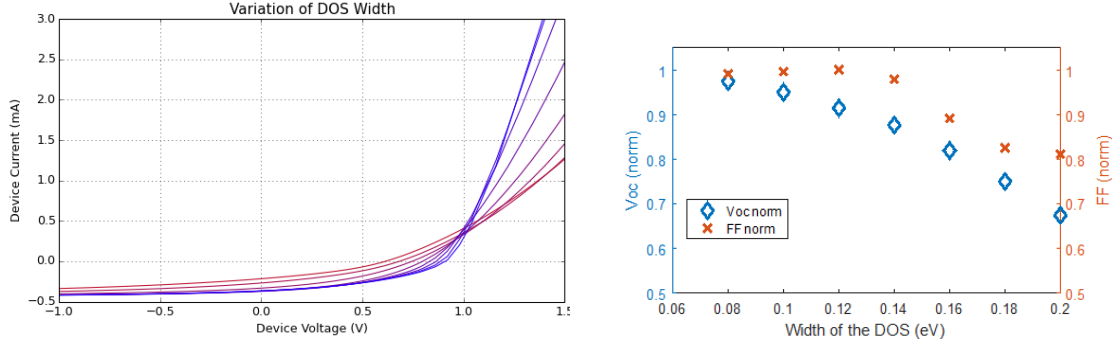 Variation of DOS Width
Device Current (mA)
3.0
2.5
2.0
1.5
1.0
0.5
0.0
−0.5
−1.0 −0.5 0.0 0.5 1.0 1.5
Device Voltage (V)
Voc (norm)
1
0.9
0.8
0.7
0.6
0.5
Voc norm
FF norm
0.06 0.08 0.1 0.12 0.14 0.16 0.18 0.2
Width of the DOS (eV)
1
0.9
0.8
0.7
0.6
0.5
FF (norm)